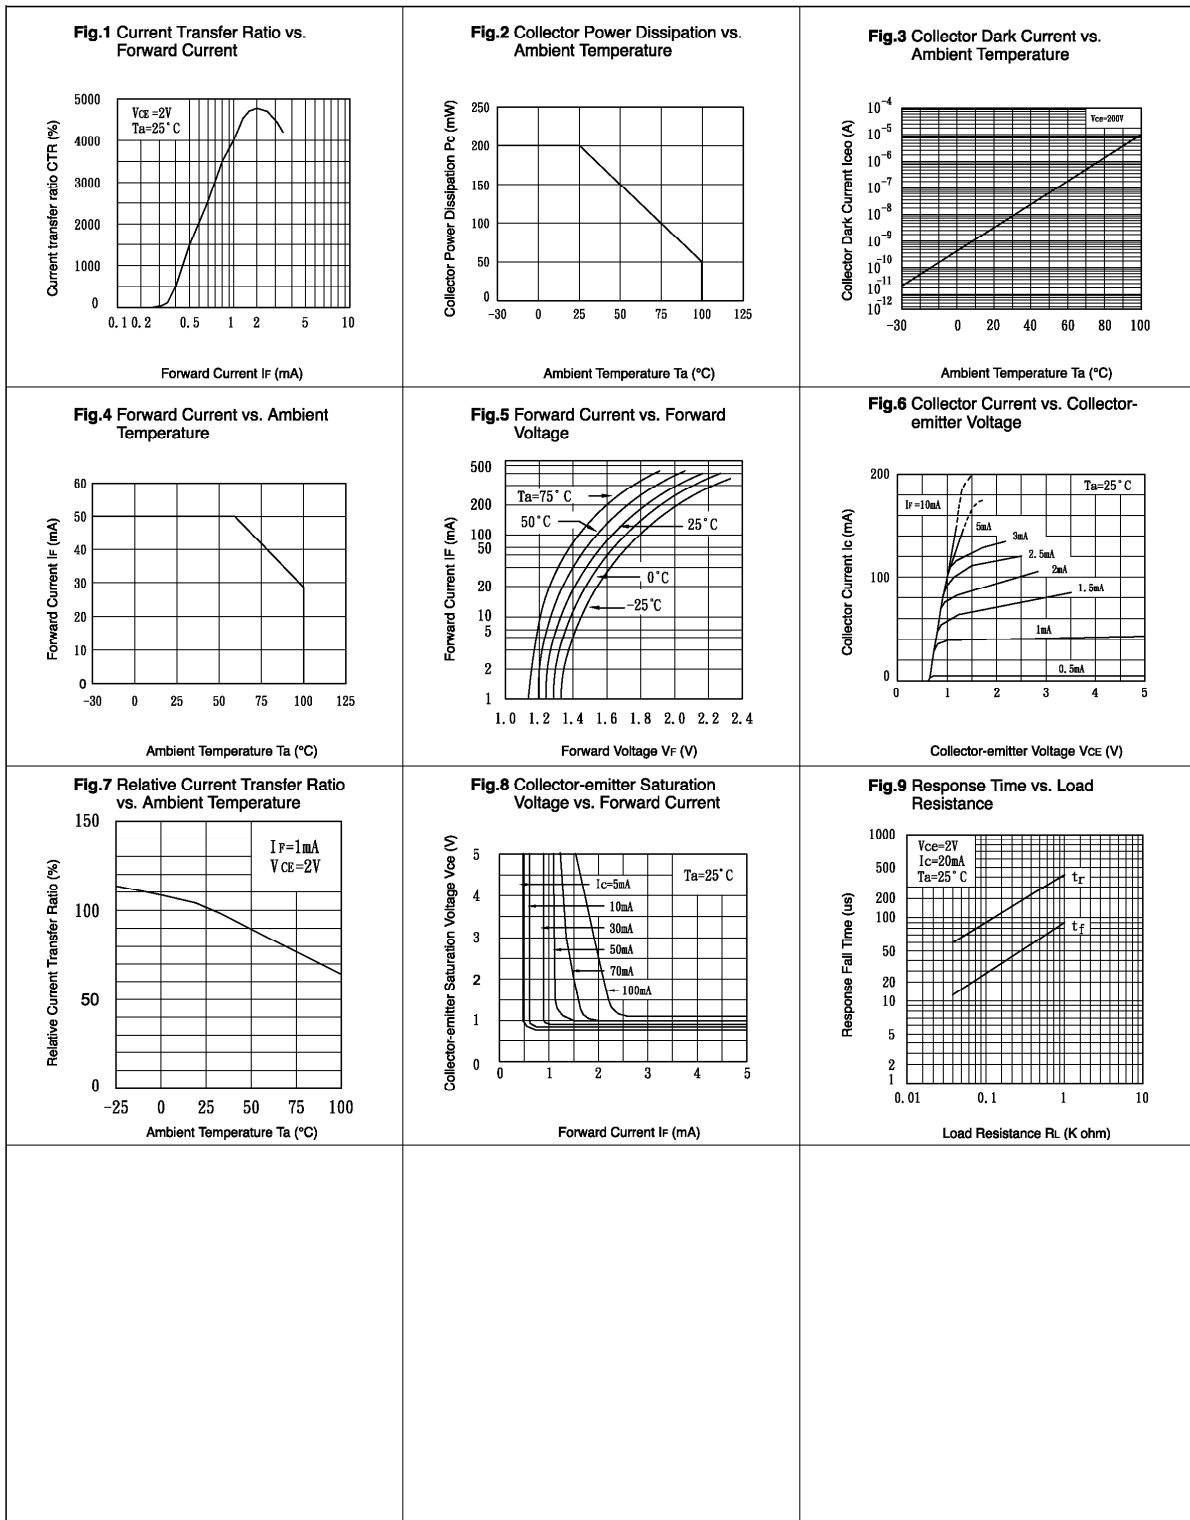 Fig.1 Current Transfer Ratio vs.
Forward Current
5000
4000
3000
2000
1000
0
VCE =2V
Ta=25°C
Current transfer ratio CTR (%)
0.1 0.2 0.5 1 2 5 10
Forward Current IF (mA)
Fig.2 Collector Power Dissipation vs.
Ambient Temperature
250
200
150
100
50
0
Collector Power Dissipation Pc (mW)
-30 0 25 50 75 100 125
Ambient Temperature Ta (°C)
Fig.3 Collector Dark Current vs.
Ambient Temperature
10-4
10-5
10-6
10-7
10-8
10-9
10-10
10-11
10-12
Vce=200V
Collector Dark Current Iceo (A)
-30 0 20 40 60 80 100
Ambient Temperature Ta (°C)
Fig.4 Forward Current vs. Ambient
Temperature
60
50
40
30
20
10
0
Forward Current IF (mA)
-30 0 25 50 75 100 125
Ambient Temperature Ta (°C)
Fig.5 Forward Current vs. Forward
Voltage
500
200
100
50
20
10
5
2
1
Ta=75°C
50°C
25°C
0°C
-25°C
Forward Current IF (mA)
1.0 1.2 1.4 1.6 1.8 2.0 2.2 2.4
Forward Voltage VF (V)
Fig.6 Collector Current vs. Collector-
emitter Voltage
200
100
0
Ta=25°C
IF=10mA
5mA
3mA
2.5mA
2mA
1.5mA
1mA
0.5mA
Collector Current Ic (mA)
0 1 2 3 4 5
Collector-emitter Voltage VCE (V)
Fig.7 Relative Current Transfer Ratio
vs. Ambient Temperature
150
100
50
0
IF=1mA
VCE=2V
Relative Current Transfer Ratio (%)
-25 0 25 50 75 100
Ambient Temperature Ta (°C)
Fig.8 Collector-emitter Saturation
Voltage vs. Forward Current
5
4
3
2
1
0
Ta=25°C
Ic=5mA
10mA
30mA
50mA
70mA
100mA
Collector-emitter Saturation Voltage Vce (V)
0 1 2 3 4 5
Forward Current IF (mA)
Fig.9 Response Time vs. Load
Resistance
1000
500
200
100
50
20
10
5
2
1
Vce=2V
Ic=20mA
Ta=25°C
tr
tf
Response Fall Time (us)
0.01 0.1 1 10
Load Resistance RL (K ohm)